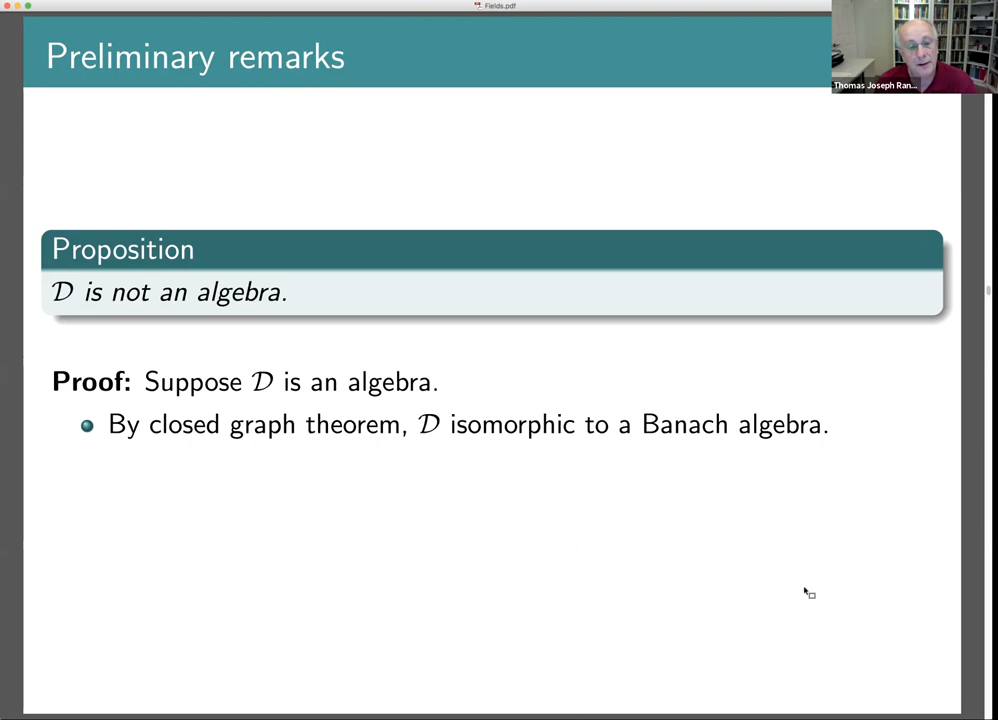 Fields.pdf
Preliminary remarks
Thomas Joseph Ran...
Proposition
𝒟 is not an algebra.
Proof: Suppose 𝒟 is an algebra.
By closed graph theorem, 𝒟 isomorphic to a Banach algebra.